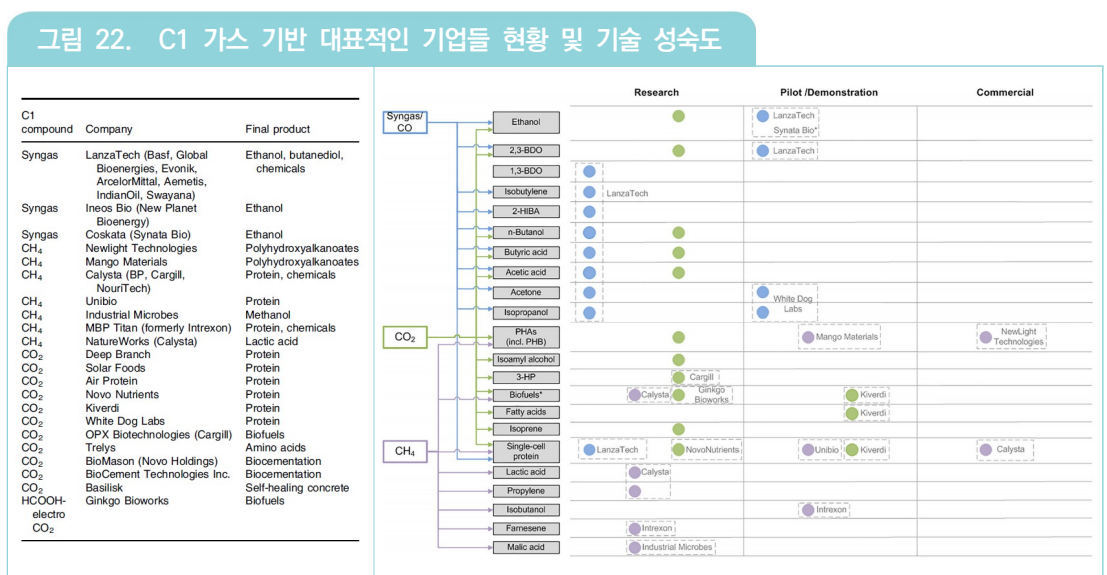 그림 22. C1 가스 기반 대표적인 기업들 현황 및 기술 성숙도
C1
compound Company Final product
Syngas LanzaTech (Basf, Global Ethanol, butanediol,
Bioenergies, Evonik, chemicals
ArcelorMittal, Aemetis,
IndianOil, Swayana)
Syngas Ineos Bio (New Planet Ethanol
Bioenergy)
Syngas Coskata (Synata Bio) Ethanol
CH4 Newlight Technologies Polyhydroxyalkanoates
CH4 Mango Materials Polyhydroxyalkanoates
CH4 Calysta (BP, Cargill, Protein, chemicals
NouriTech)
CH4 Unibio Protein
CH4 Industrial Microbes Methanol
CH4 MBP Titan (formerly Intrexon) Protein, chemicals
CH4 NatureWorks (Calysta) Lactic acid
CO2 Deep Branch Protein
CO2 Solar Foods Protein
CO2 Air Protein Protein
CO2 Novo Nutrients Protein
CO2 Kiverdi Protein
CO2 White Dog Labs Protein
CO2 OPX Biotechnologies (Cargill) Biofuels
CO2 Trelys Amino acids
CO2 BioMason (Novo Holdings) Biocementation
CO2 BioCement Technologies Inc. Biocementation
CO2 Basilisk Self-healing concrete
HCOOH- Ginkgo Bioworks Biofuels
electro
CO2
Research Pilot /Demonstration Commercial
Syngas/
CO
Ethanol LanzaTech
Synata Bio*
2,3-BDO LanzaTech
1,3-BDO
Isobutylene LanzaTech
2-HIBA
n-Butanol
Butyric acid
Acetic acid
Acetone
White Dog
Labs
Isopropanol
CO2
PHAs
(incl. PHB) Mango Materials NewLight
Technologies
Isoamyl alcohol
3-HP Cargill
Biofuels* Calysta Ginkgo
Bioworks Kiverdi
Fatty acids Kiverdi
Isoprene
CH4
Single-cell
protein LanzaTech NovoNutrients Unibio Kiverdi Calysta
Lactic acid Calysta
Propylene
Isobutanol Intrexon
Farnesene Intrexon
Malic acid Industrial Microbes